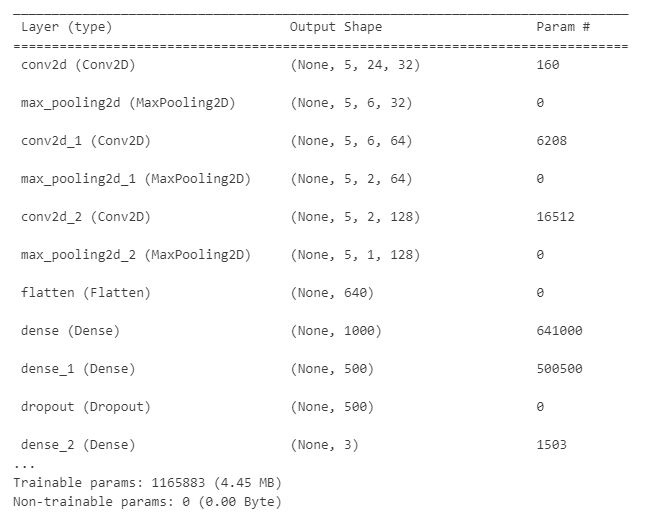 Layer (type) Output Shape Param #
conv2d (Conv2D) (None, 5, 24, 32) 160
max_pooling2d (MaxPooling2D) (None, 5, 6, 32) 0
conv2d_1 (Conv2D) (None, 5, 6, 64) 6208
max_pooling2d_1 (MaxPooling2D) (None, 5, 2, 64) 0
conv2d_2 (Conv2D) (None, 5, 2, 128) 16512
max_pooling2d_2 (MaxPooling2D) (None, 5, 1, 128) 0
flatten (Flatten) (None, 640) 0
dense (Dense) (None, 1000) 641000
dense_1 (Dense) (None, 500) 500500
dropout (Dropout) (None, 500) 0
dense_2 (Dense) (None, 3) 1503
...
Trainable params: 1165883 (4.45 MB)
Non-trainable params: 0 (0.00 Byte)